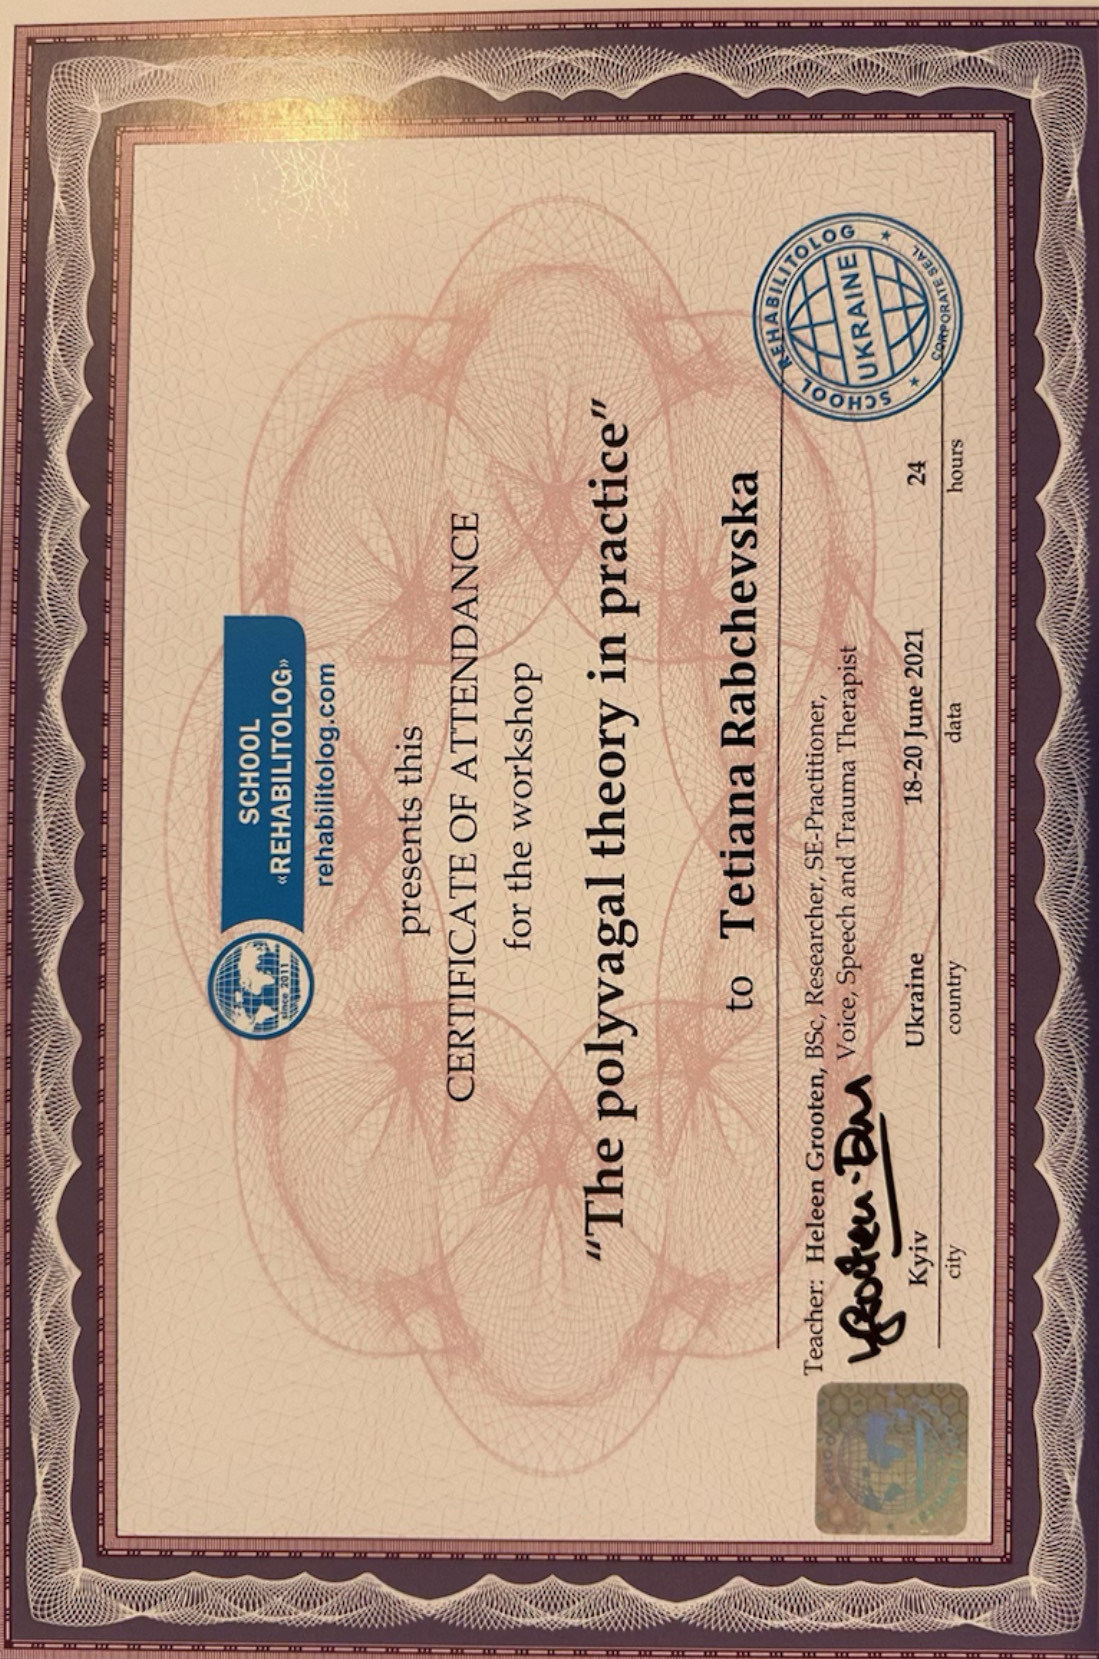 SCHOOL
«REHABILITOLOG»
rehabilitolog.com
since 2011
presents this
CERTIFICATE OF ATTENDANCE
for the workshop
“The polyvagal theory in practice”
to Tetiana Rabchevska
Teacher: Heleen Grooten, BSc, Researcher, SE-Practitioner,
Voice, Speech and Trauma Therapist
Kyiv Ukraine 18-20 June 2021 24
city country data hours
SCHOOL REHABILITOLOG
UKRAINE
CORPORATE SEAL